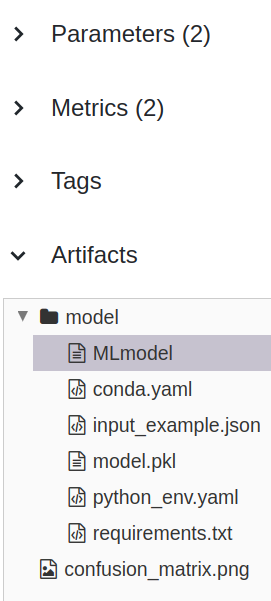 Parameters (2)
Metrics (2)
Tags
Artifacts
model
MLmodel
conda.yaml
input_example.json
model.pkl
python_env.yaml
requirements.txt
confusion_matrix.png